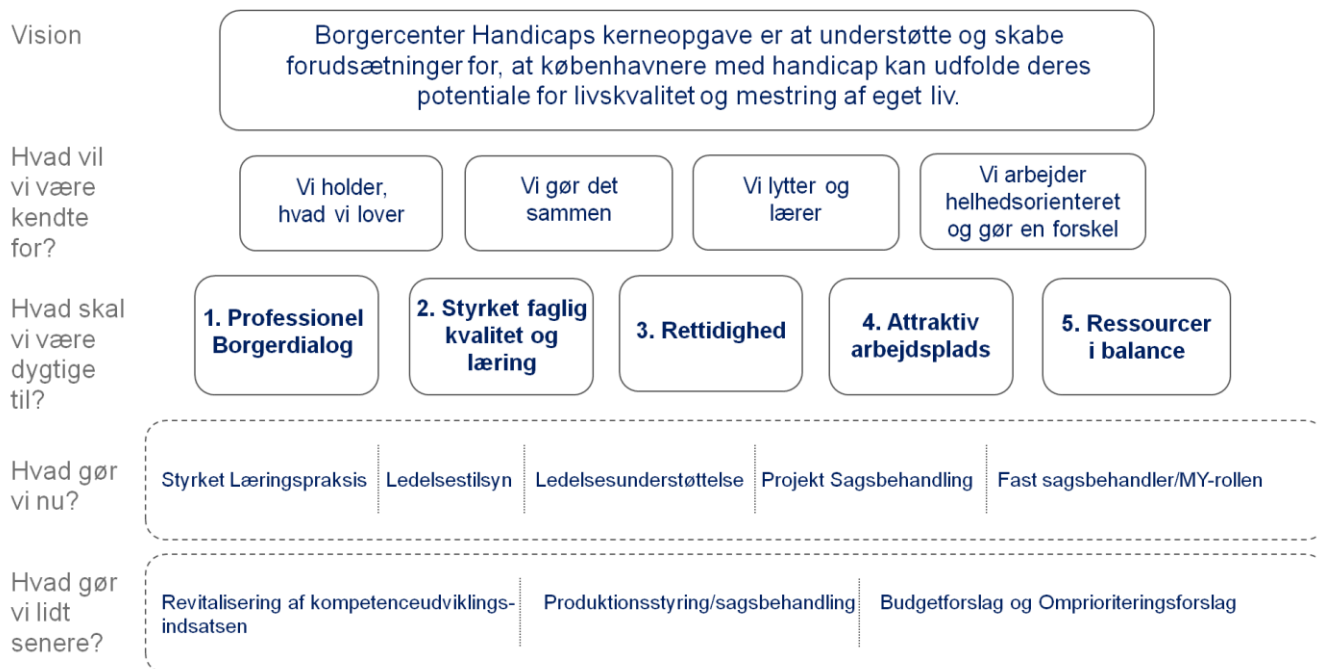 Vision
Borgercenter Handicaps kerneopgave er at understøtte og skabe
forudsætninger for, at københavnere med handicap kan udfolde deres
potentiale for livskvalitet og mestring af eget liv.
Hvad vil
vi være
kendte
for?
Vi holder,
hvad vi lover
Vi gør det
sammen
Vi lytter og
lærer
Vi arbejder
helhedsorienteret
og gør en forskel
Hvad skal
vi være
dygtige
til?
1. Professionel
Borgerdialog
2. Styrket faglig
kvalitet og
læring
3. Rettidighed
4. Attraktiv
arbejdsplads
5. Ressourcer
i balance
Hvad gør
vi nu?
Styrket Læringspraksis
Ledelsestilsyn
Ledelsesunderstøttelse
Projekt Sagsbehandling
Fast sagsbehandler/MY-rollen
Hvad gør
vi lidt
senere?
Revitalisering af kompetenceudviklings-
indsatsen
Produktionsstyring/sagsbehandling
Budgetforslag og Omprioriteringsforslag